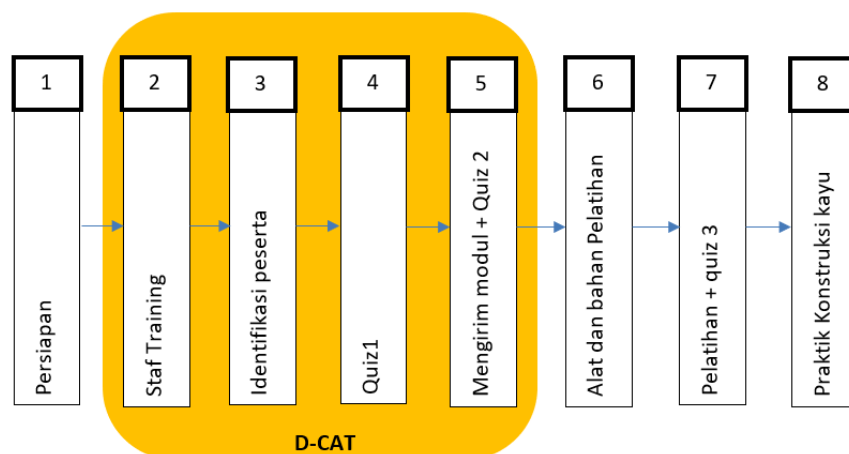 1
Persiapan
2
Staf Training
3
Identifikasi peserta
4
Quiz1
5
Mengirim modul + Quiz 2
6
Alat dan bahan Pelatihan
7
Pelatihan + quiz 3
8
Praktik Konstruksi kayu
D-CAT